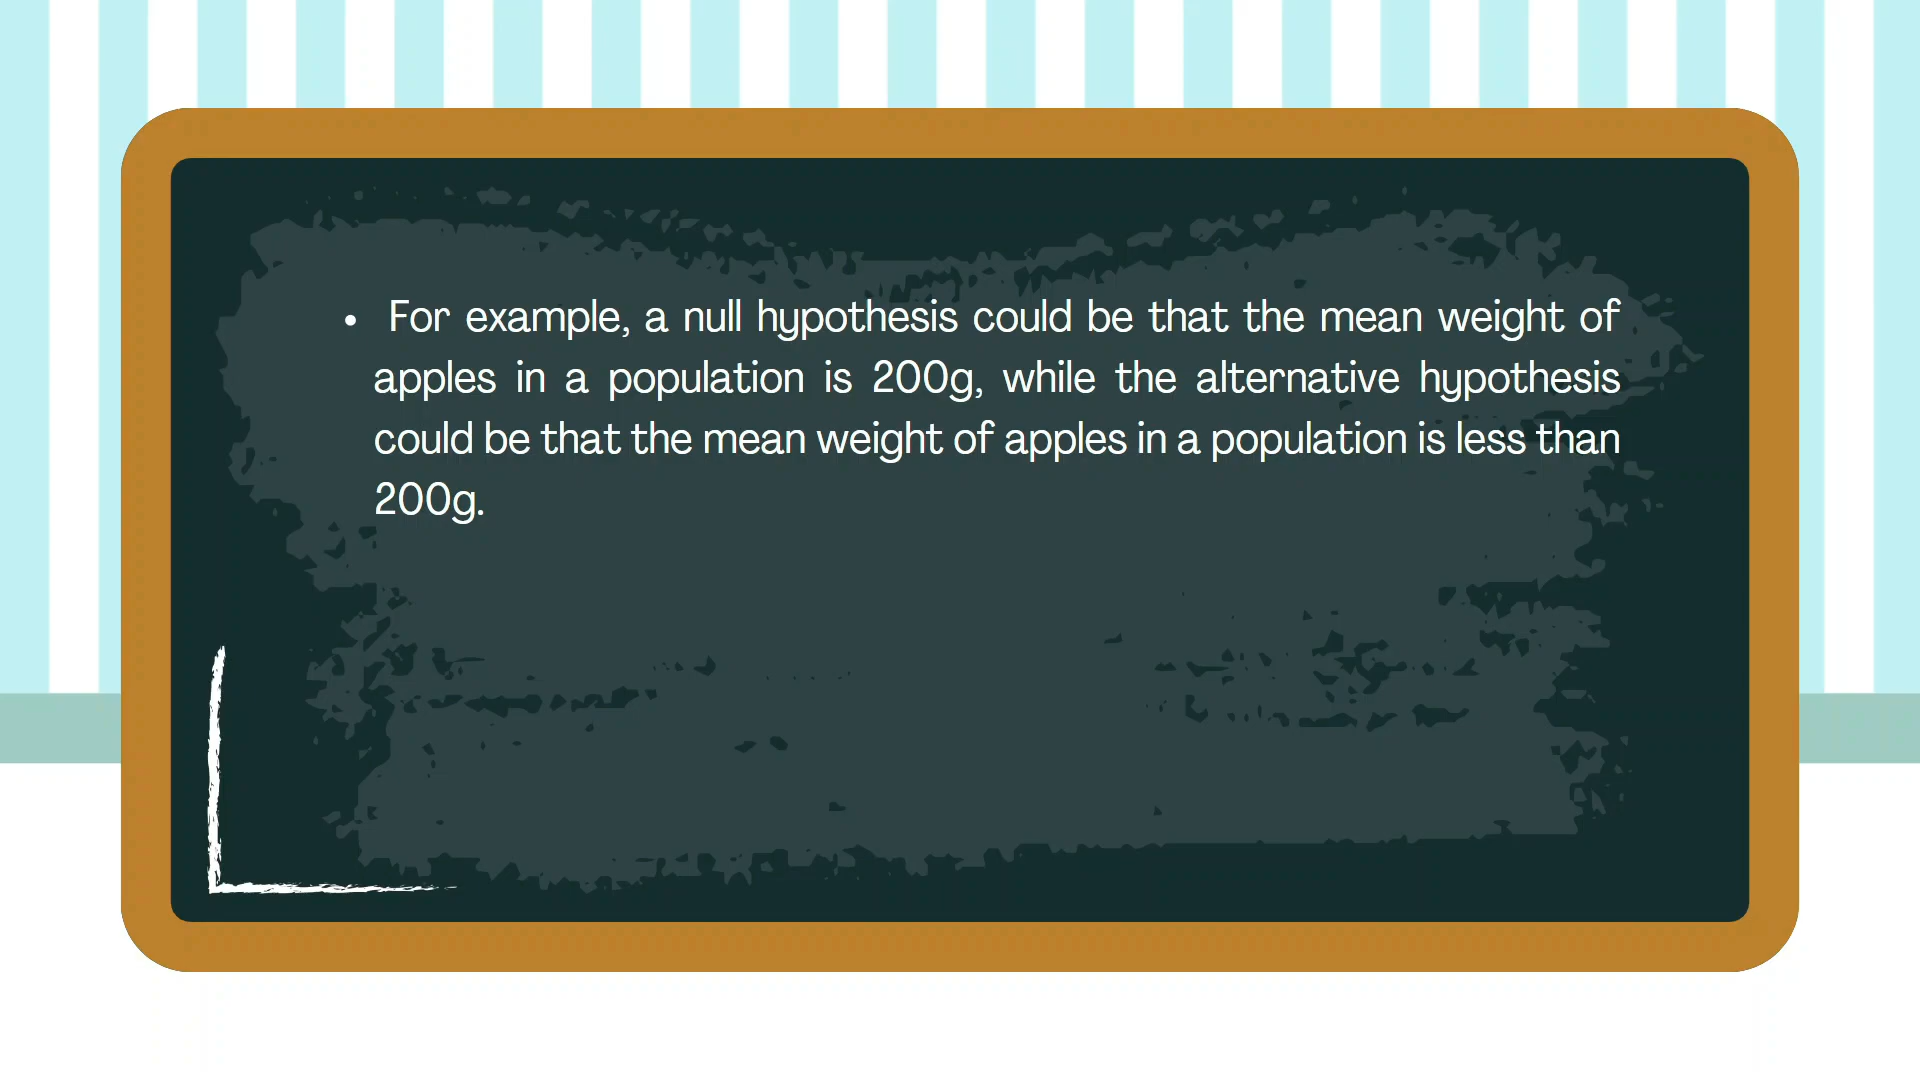 • For example, a null hypothesis could be that the mean weight of
apples in a population is 200g, while the alternative hypothesis
could be that the mean weight of apples in a population is less than
200g.